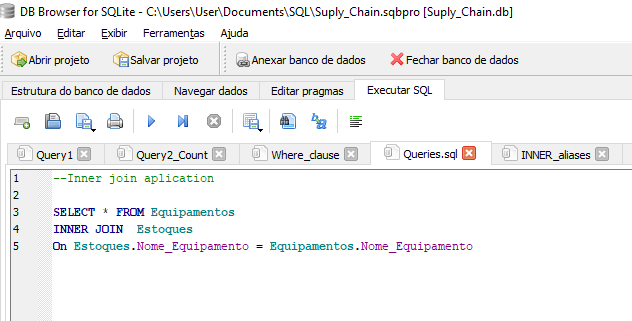 DB Browser for SQLite - C:\Users\User\Documents\SQL\Suply_Chain.sqbpro [Suply_Chain.db]
Arquivo Editar Exibir Ferramentas Ajuda
Abrir projeto Salvar projeto Anexar banco de dados Fechar banco de dados
Estrutura do banco de dados Navegar dados Editar pragmas Executar SQL
Query1 Query2_Count Where_clause Queries.sql INNER_aliases
1 --Inner join aplication
2
3 SELECT * FROM Equipamentos
4 INNER JOIN  Estoques
5 On Estoques.Nome_Equipamento = Equipamentos.Nome_Equipamento